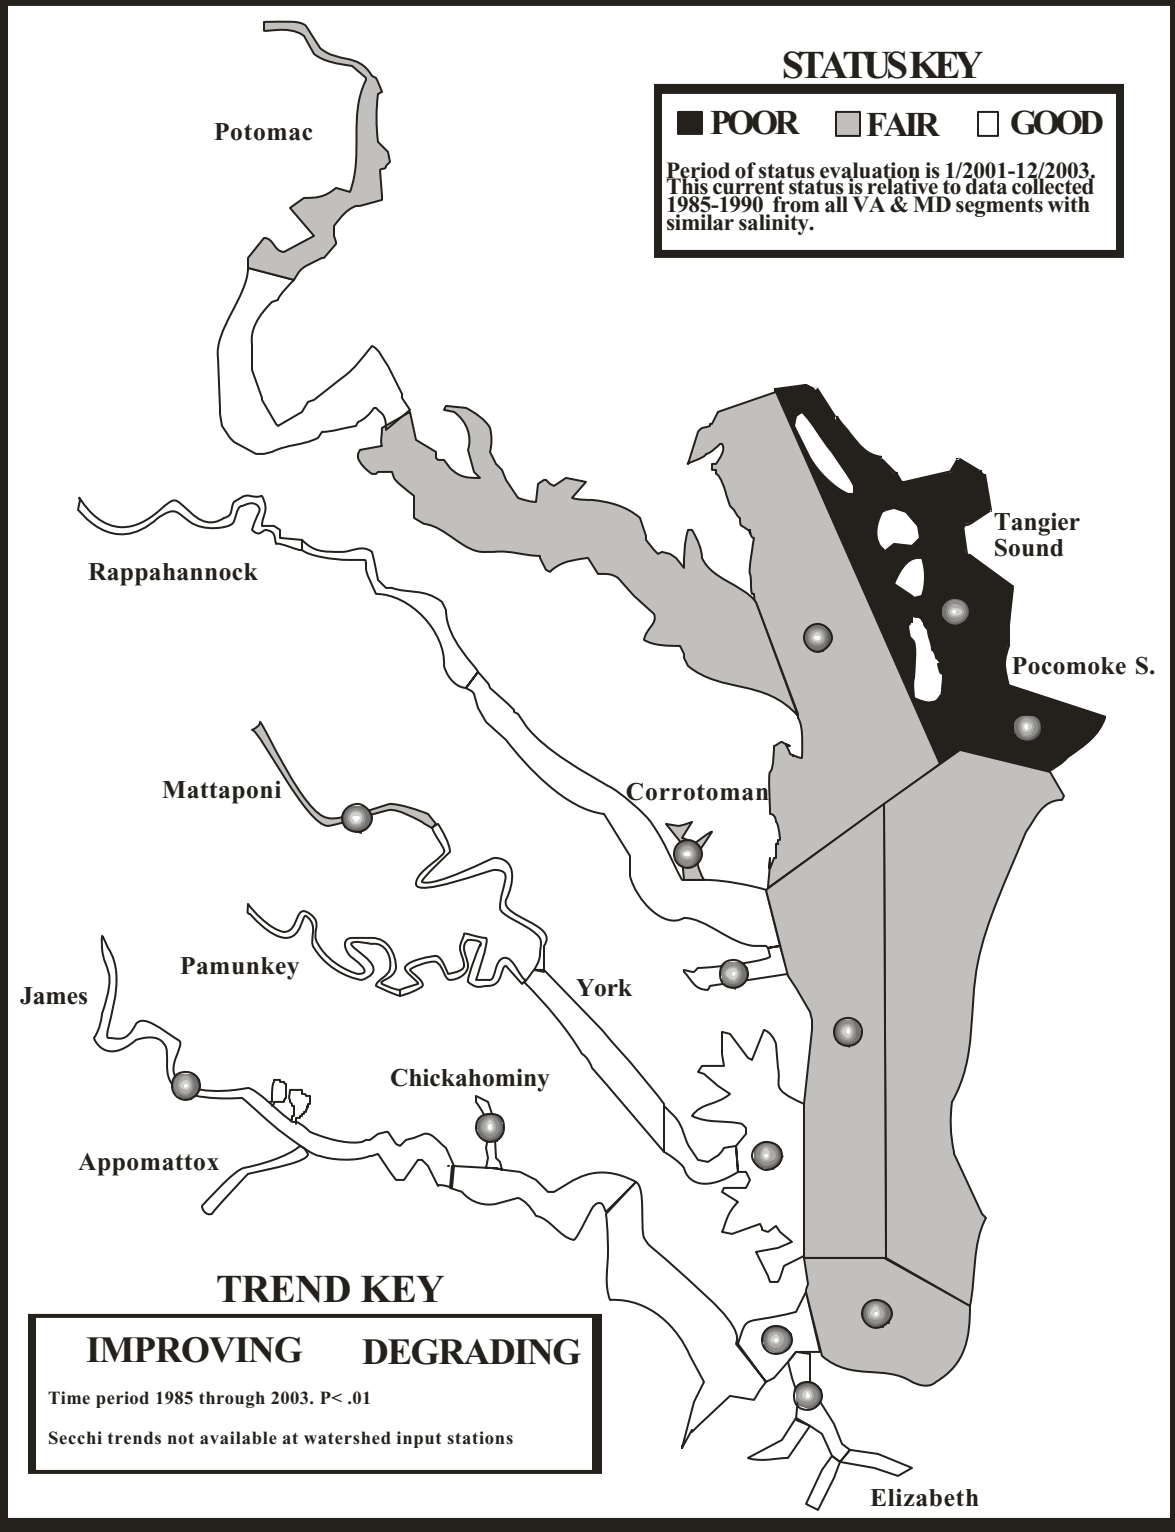 STATUS KEY
POOR FAIR GOOD
Period of status evaluation is 1/2001-12/2003.
This current status is relative to data collected
1985-1990 from all VA & MD segments with
similar salinity.
Potomac
Tangier
Sound
Rappahannock
Pocomoke S.
Mattaponi
Corrotoman
Pamunkey
York
James
Chickahominy
Appomattox
TREND KEY
IMPROVING DEGRADING
Time period 1985 through 2003. P< .01
Secchi trends not available at watershed input stations
Elizabeth